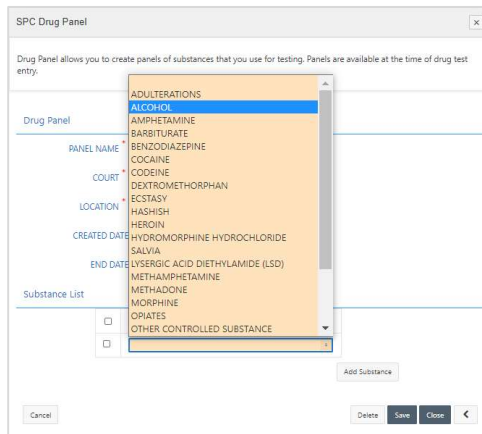 SPC Drug Panel
x
Drug Panel allows you to create panels of substances that you use for testing. Panels are available at the time of drug test
entry.
Drug Panel
PANEL NAME *
COURT *
LOCATION *
CREATED DATE
END DATE
ADULTERATIONS
ALCOHOL
AMPHETAMINE
BARBITURATE
BENZODIAZEPINE
COCAINE
CODEINE
DEXTROMETHORPHAN
ECSTASY
HASHISH
HEROIN
HYDROMORPHINE HYDROCHLORIDE
SALVIA
LYSERGIC ACID DIETHYLAMIDE (LSD)
METHAMPHETAMINE
METHADONE
MORPHINE
OPIATES
OTHER CONTROLLED SUBSTANCE
Substance List
Add Substance
Cancel
Delete
Save
Close